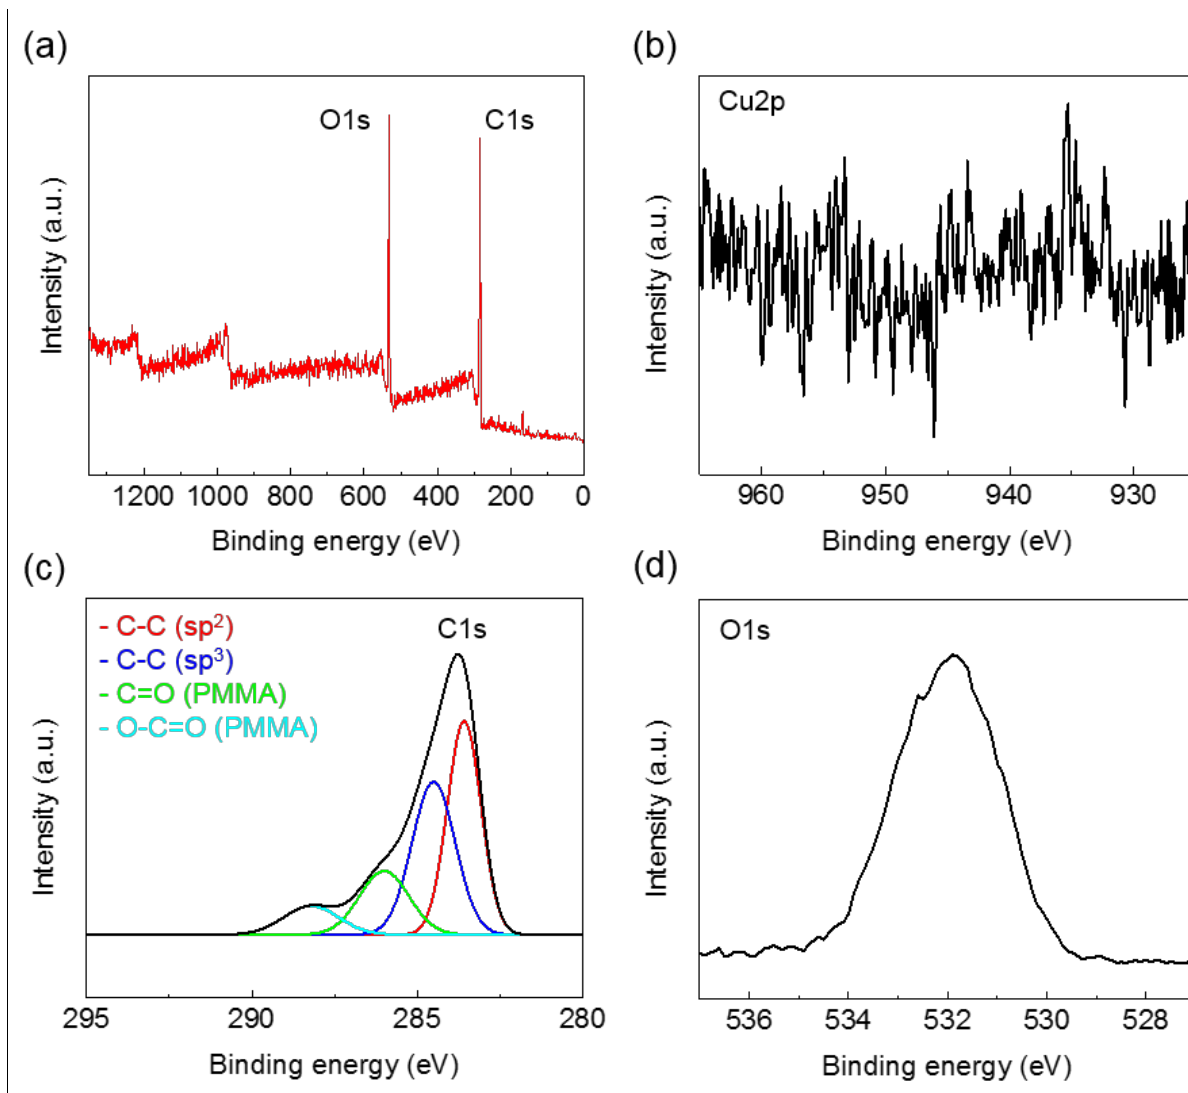 (a)
O1s
C1s
Intensity (a.u.)
1200 1000 800 600 400 200 0
Binding energy (eV)
(b)
Cu2p
Intensity (a.u.)
960 950 940 930
Binding energy (eV)
(c)
- C-C (sp²)
- C-C (sp³)
- C=O (PMMA)
- O-C=O (PMMA)
C1s
Intensity (a.u.)
295 290 285 280
Binding energy (eV)
(d)
O1s
Intensity (a.u.)
536 534 532 530 528
Binding energy (eV)